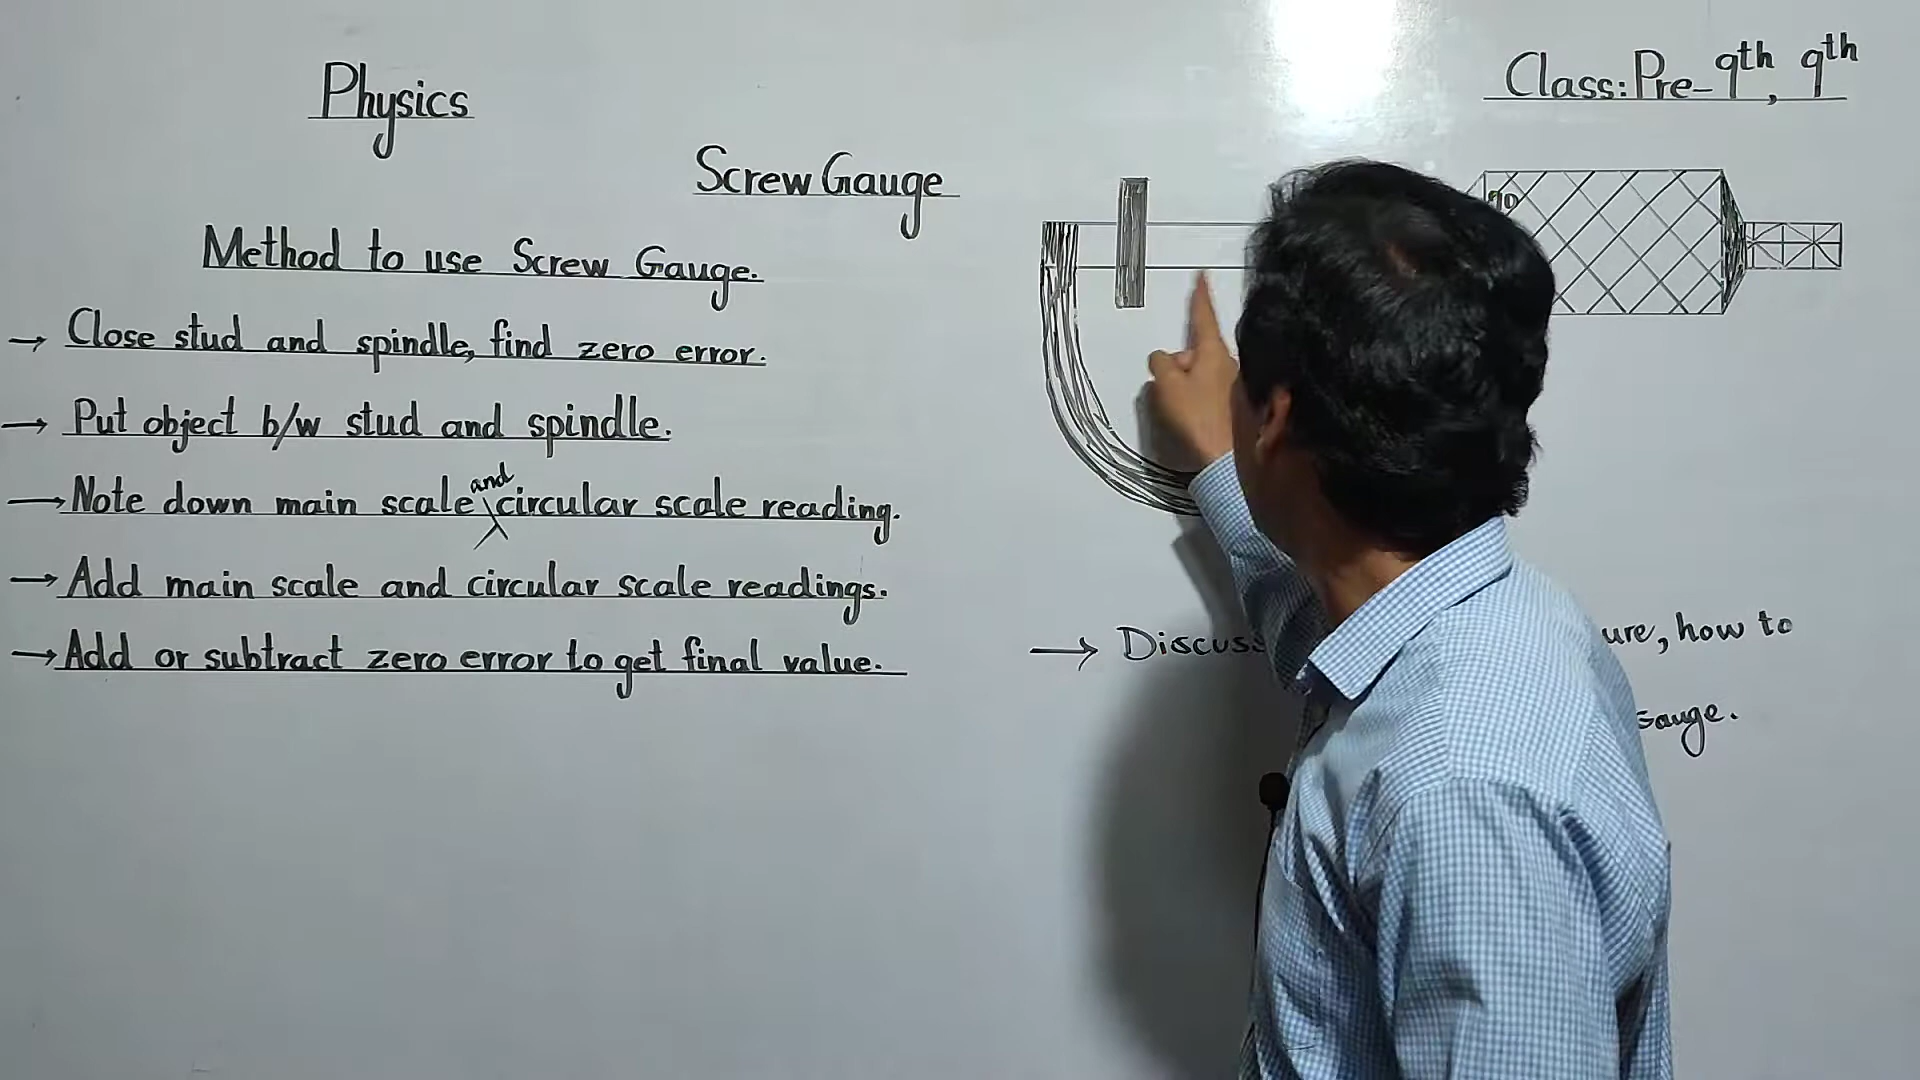 Physics
Class: Pre-9th, 9th
Screw Gauge
Method to use Screw Gauge.
→ Close stud and spindle, find zero error.
→ Put object b/w stud and spindle.
→ Note down main scale and circular scale reading.
→ Add main scale and circular scale readings.
→ Add or subtract zero error to get final value.
90
→ Discuss ure, how to
Gauge.